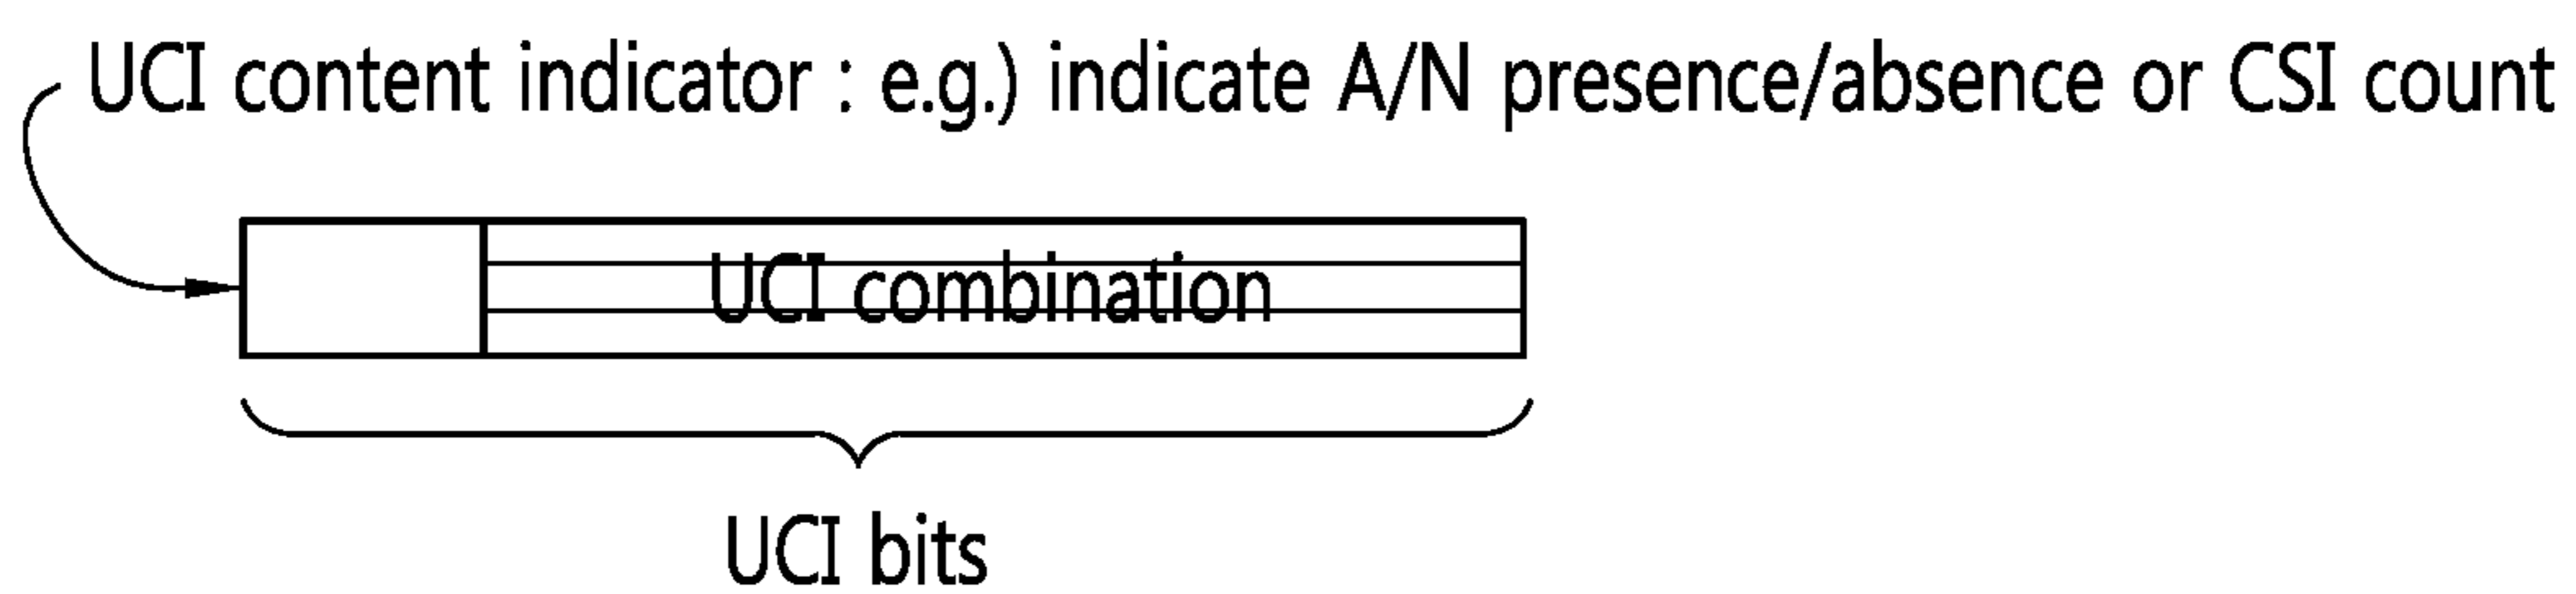 UCI content indicator : e.g.) indicate A/N presence/absence or CSI count
UCI combination
UCI bits